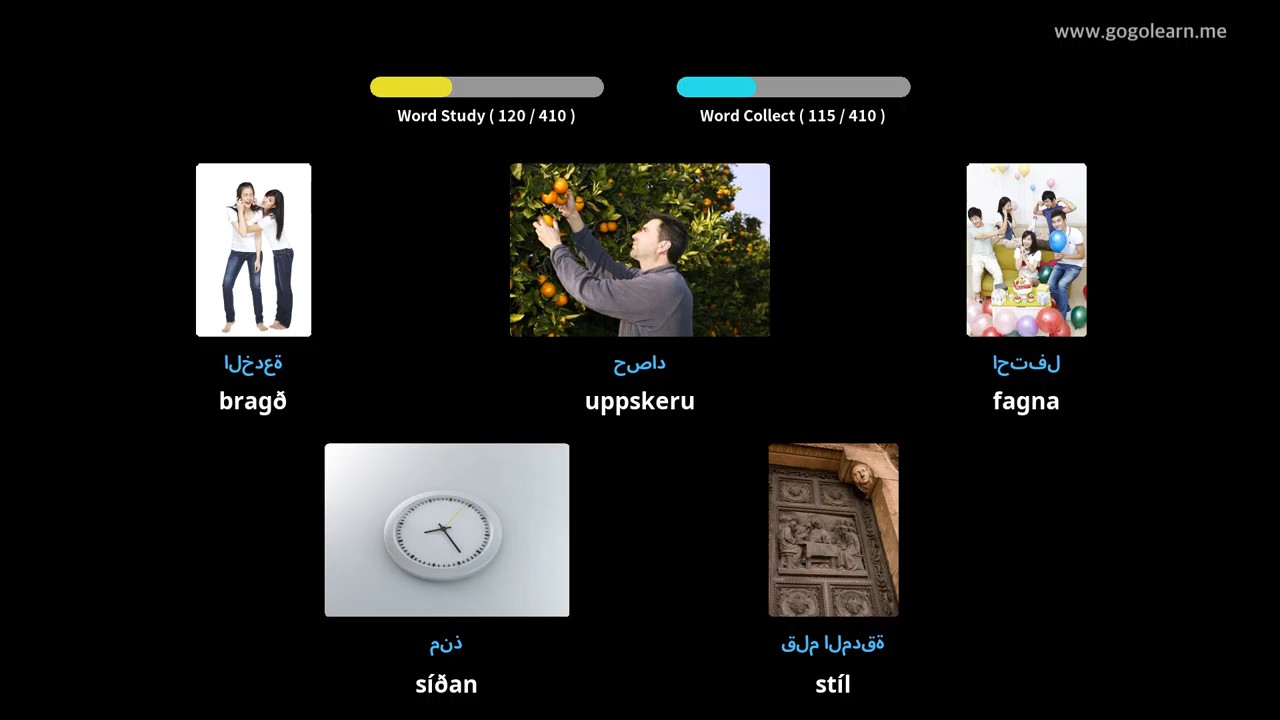 www.gogolearn.me
Word Study ( 120 / 410 )
Word Collect ( 115 / 410 )
الخدعة
bragð
حصاد
uppskeru
احتفل
fagna
منذ
síðan
قلم المدقة
stíl